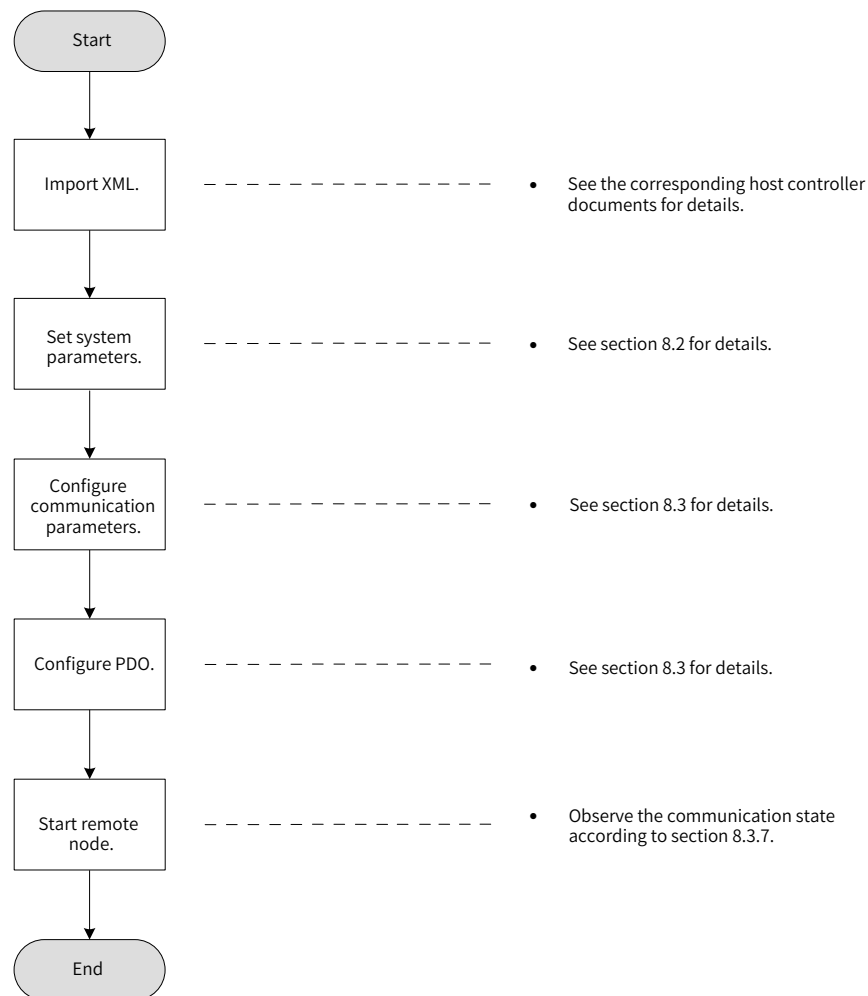 Start
Import XML.
• See the corresponding host controller
documents for details.
Set system
parameters.
• See section 8.2 for details.
Configure
communication
parameters.
• See section 8.3 for details.
Configure PDO.
• See section 8.3 for details.
Start remote
node.
• Observe the communication state
according to section 8.3.7.
End